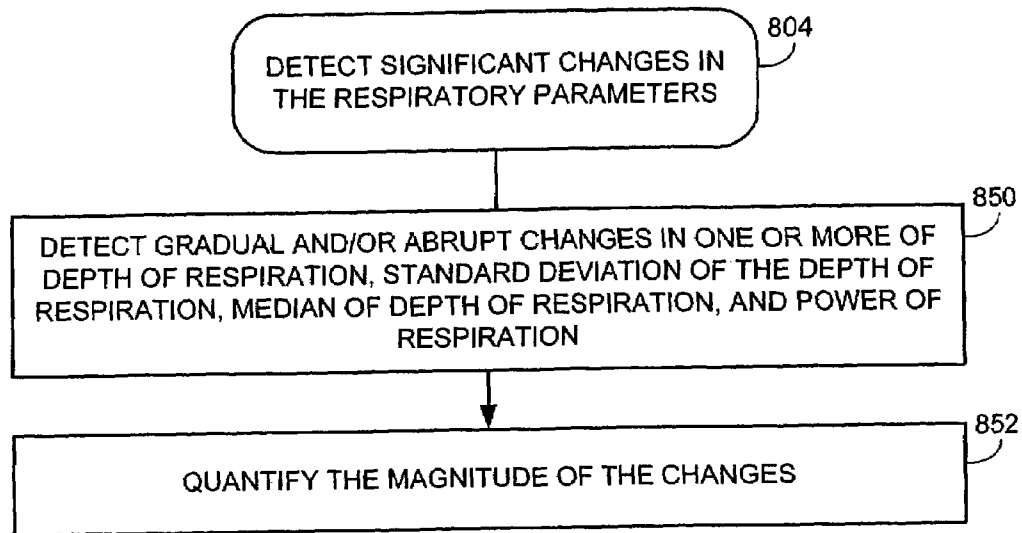 804
DETECT SIGNIFICANT CHANGES IN
THE RESPIRATORY PARAMETERS
850
DETECT GRADUAL AND/OR ABRUPT CHANGES IN ONE OR MORE OF
DEPTH OF RESPIRATION, STANDARD DEVIATION OF THE DEPTH OF
RESPIRATION, MEDIAN OF DEPTH OF RESPIRATION, AND POWER OF
RESPIRATION
852
QUANTIFY THE MAGNITUDE OF THE CHANGES